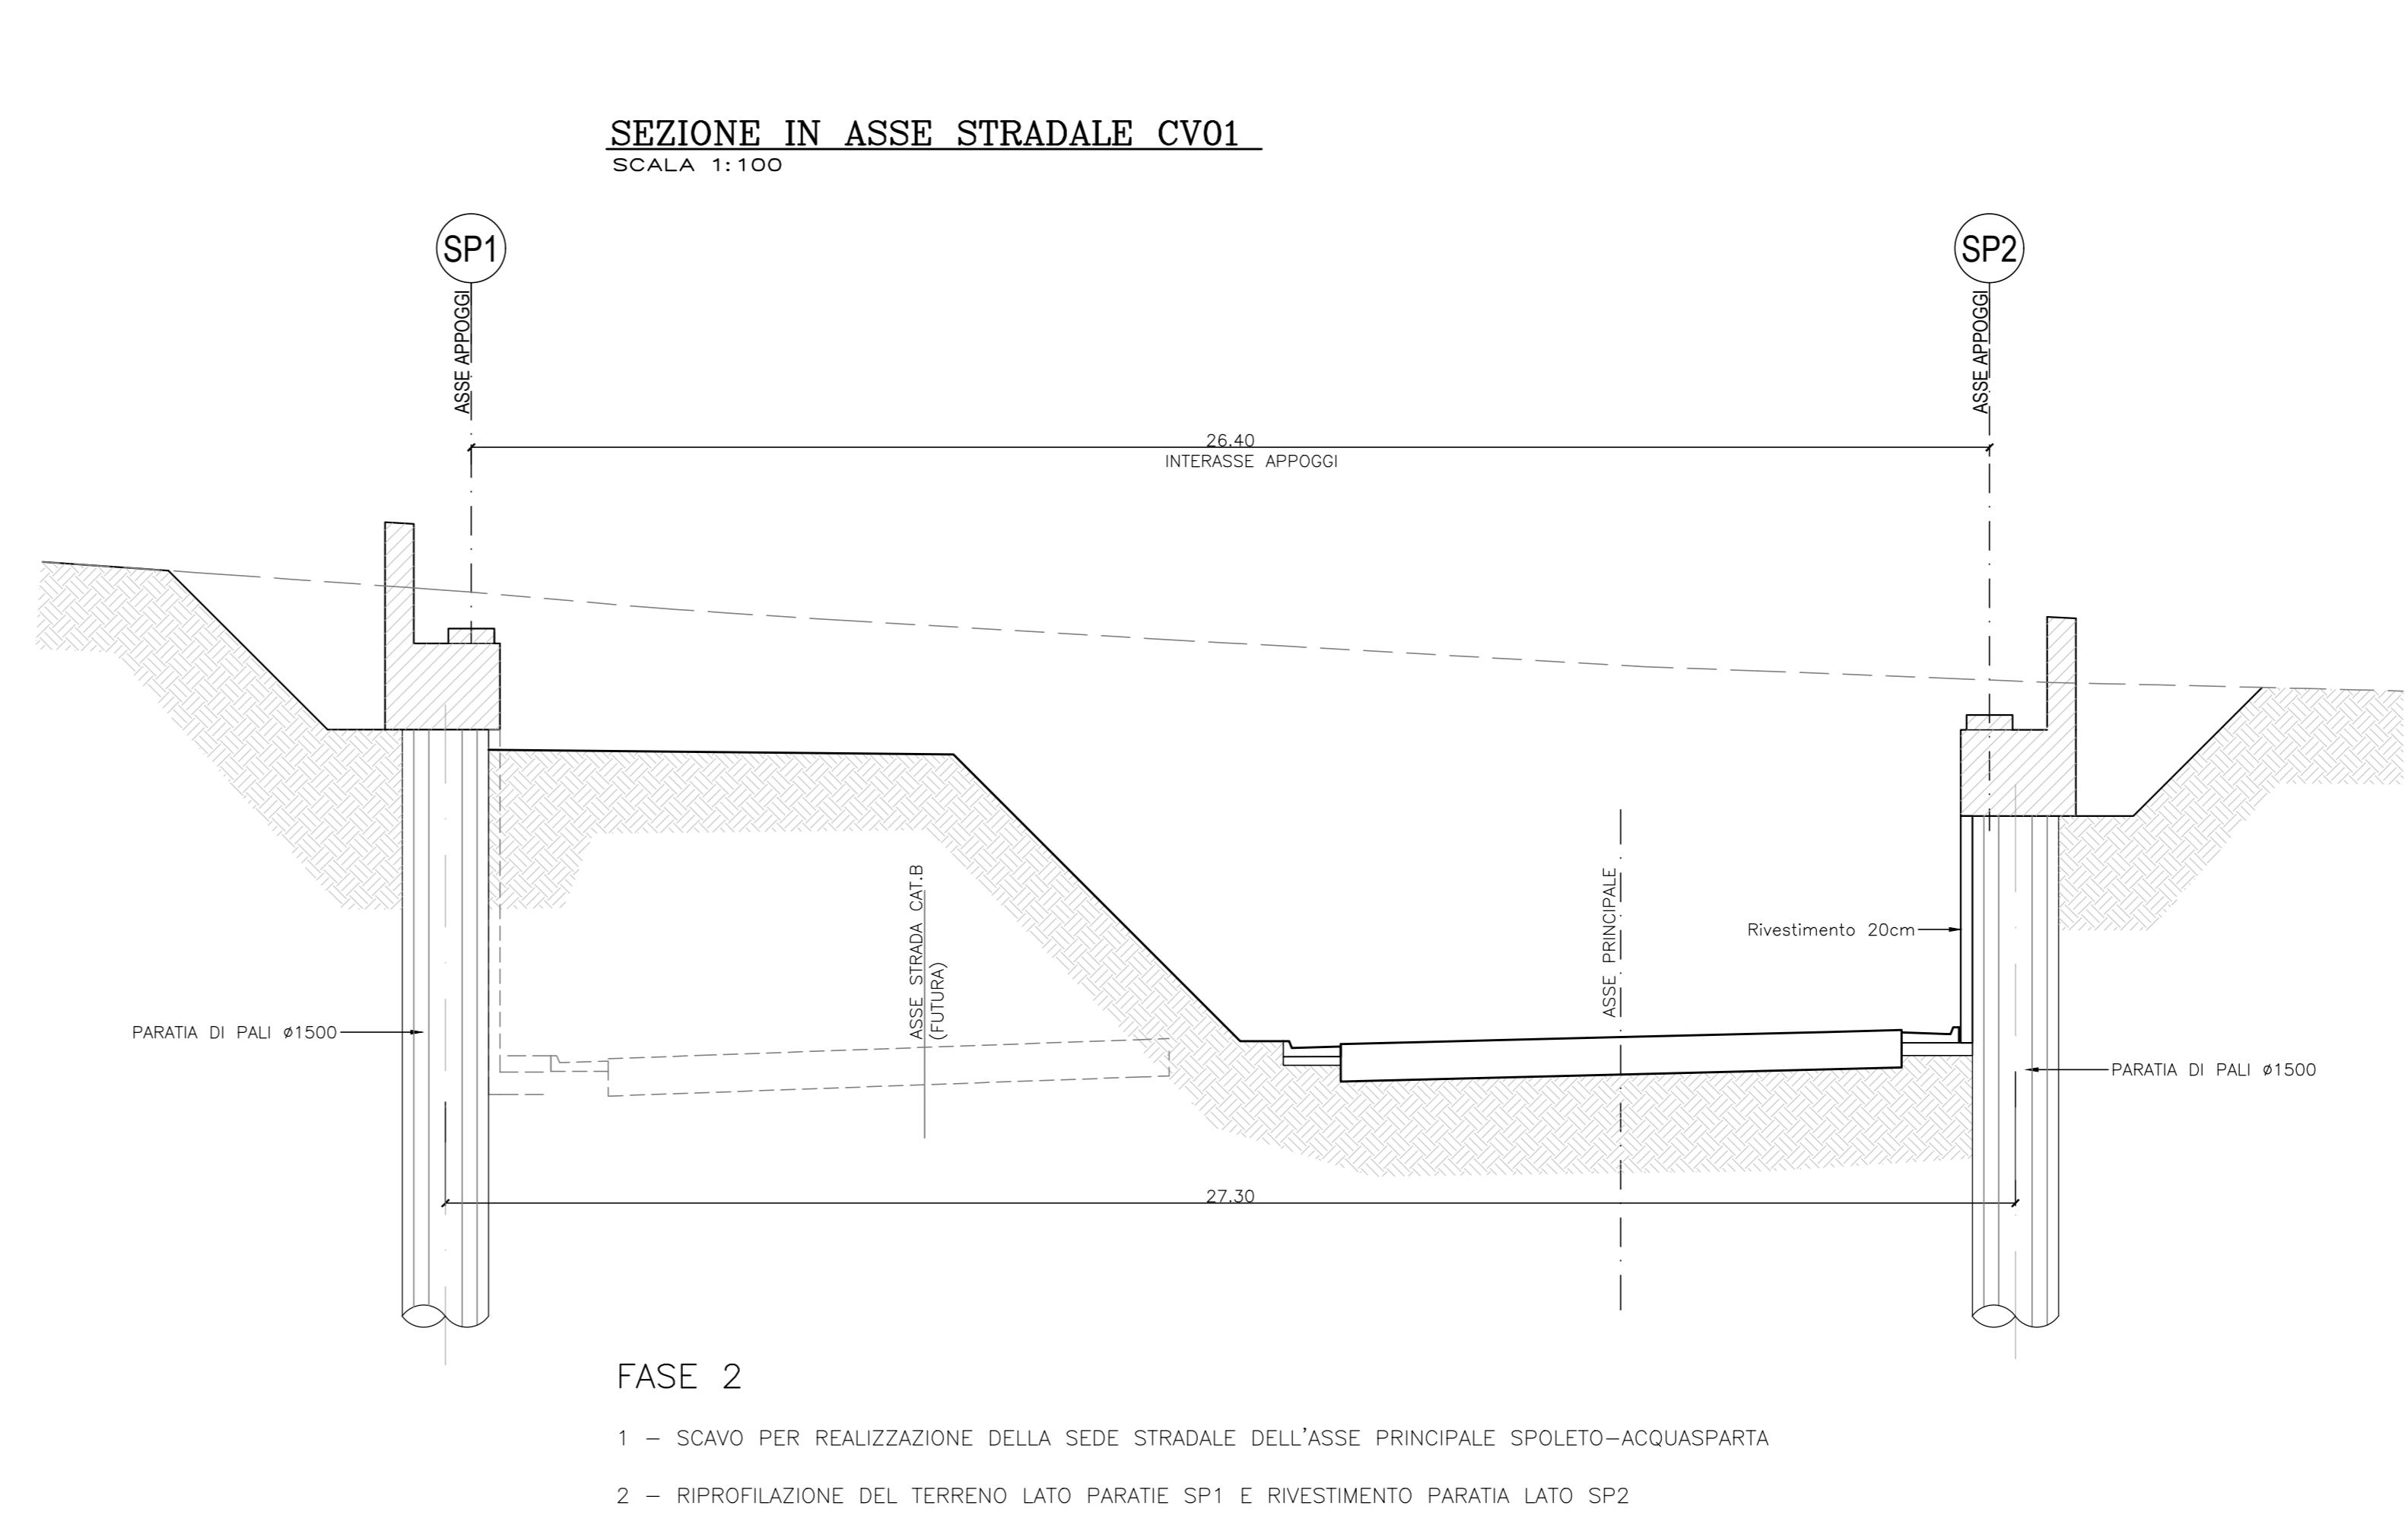 SEZIONE IN ASSE STRADALE CV01
SCALA 1:100
SP1
SP2
ASSE APPOGGI
ASSE APPOGGI
26.40
INTERASSE APPOGGI
ASSE STRADA CAT.B
(FUTURA)
ASSE PRINCIPALE
Rivestimento 20cm
PARATIA DI PALI ø1500
PARATIA DI PALI ø1500
27.30
FASE 2
1 – SCAVO PER REALIZZAZIONE DELLA SEDE STRADALE DELL'ASSE PRINCIPALE SPOLETO–ACQUASPARTA
2 – RIPROFILAZIONE DEL TERRENO LATO PARATIE SP1 E RIVESTIMENTO PARATIA LATO SP2